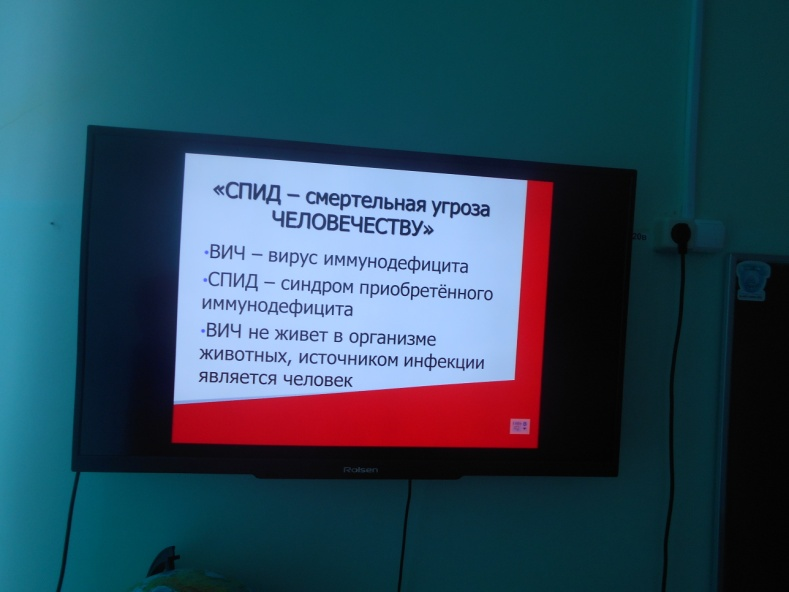 «СПИД – смертельная угроза
ЧЕЛОВЕЧЕСТВУ»
•ВИЧ – вирус иммунодефицита
•СПИД – синдром приобретённого
иммунодефицита
•ВИЧ не живет в организме
животных, источником инфекции
является человек
Rolsen